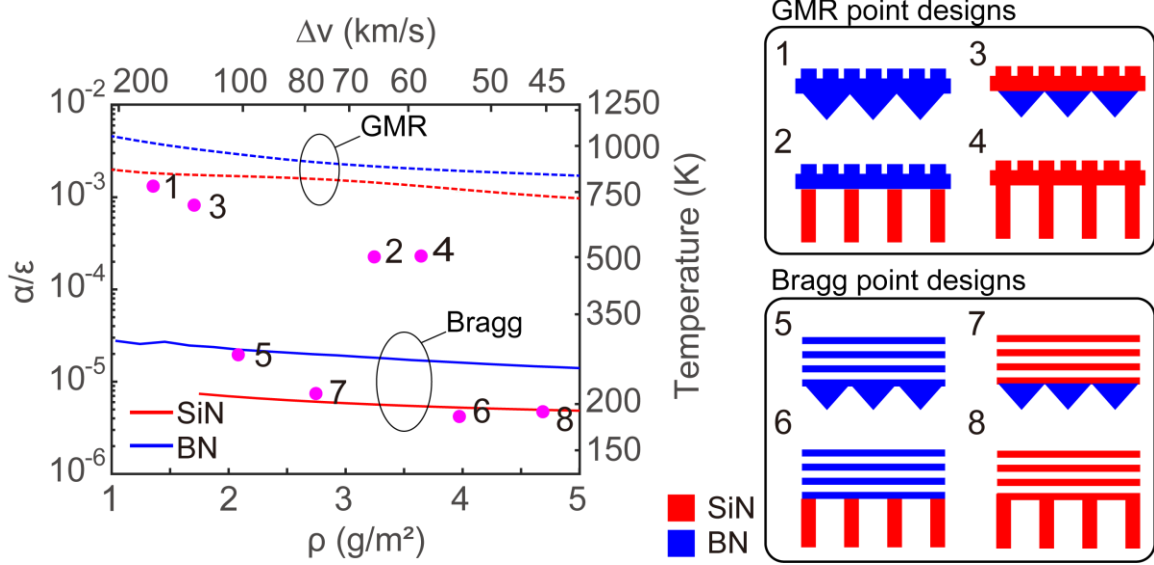 Δv (km/s)
200 100 80 70 60 50 45
10⁻²
10⁻³
10⁻⁴
10⁻⁵
10⁻⁶
α/ε
GMR
1
3
2
4
Bragg
5
7
6
8
SiN
BN
1250
1000
750
500
350
200
150
Temperature (K)
1 2 3 4 5
ρ (g/m²)
GMR point designs
1 3
2 4
Bragg point designs
5 7
6 8
SiN
BN